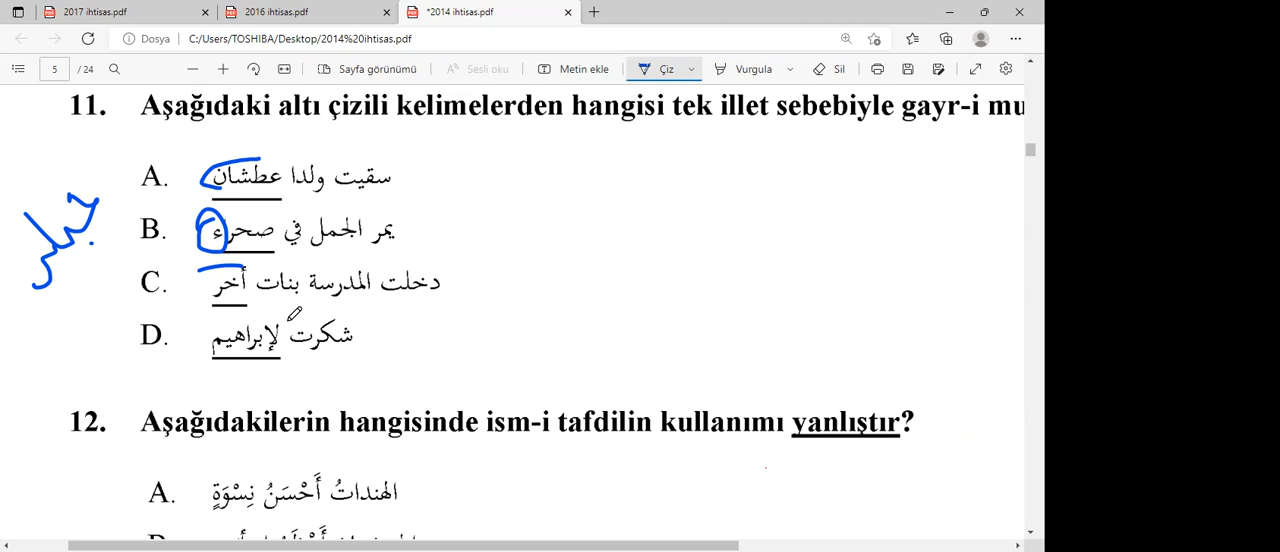 2017 ihtisas.pdf
2016 ihtisas.pdf
*2014 ihtisas.pdf
Dosya
C:/Users/TOSHIBA/Desktop/2014%20ihtisas.pdf
5 / 24
Sayfa görünümü
Sesli oku
Metin ekle
Çiz
Vurgula
Sil
11. Aşağıdaki altı çizili kelimelerden hangisi tek illet sebebiyle gayr-i mu
A. سقيت ولدا عطشان
B. يمر الجمل في صحراء
C. دخلت المدرسة بنات أخر
D. شكرت لإبراهيم
12. Aşağıdakilerin hangisinde ism-i tafdilin kullanımı yanlıştır?
A. الهنداتُ أَحْسَنُ نِسْوَةٍ